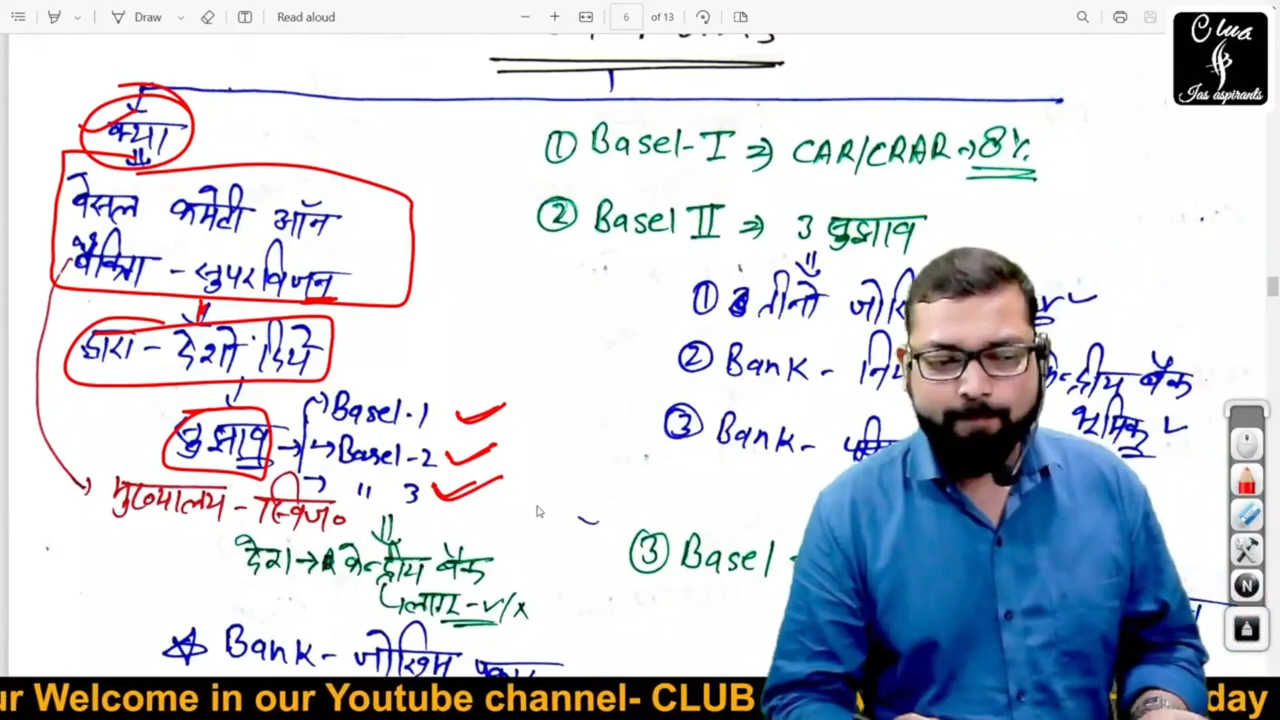 Draw
Read aloud
6 of 13
Clua
Ias aspirants
क्या
बेसल कमेटी ऑन
बैंकिंग - सुपरविजन
द्वारा - देशो दिये
सुझाव → Basel-1
→ Basel-2
→ " 3
मुख्यालय - स्विज०
देश → केन्द्रीय बैंक
लागू - ✓/x
Bank - जोखिम
① Basel-I ⇒ CAR/CRAR → 8%
② Basel II ⇒ 3 सुझाव
① तीनो
② Bank - केन्द्रीय बैंक
③ Bank -
③ Basel -
N
ur Welcome in our Youtube channel- CLUB
day